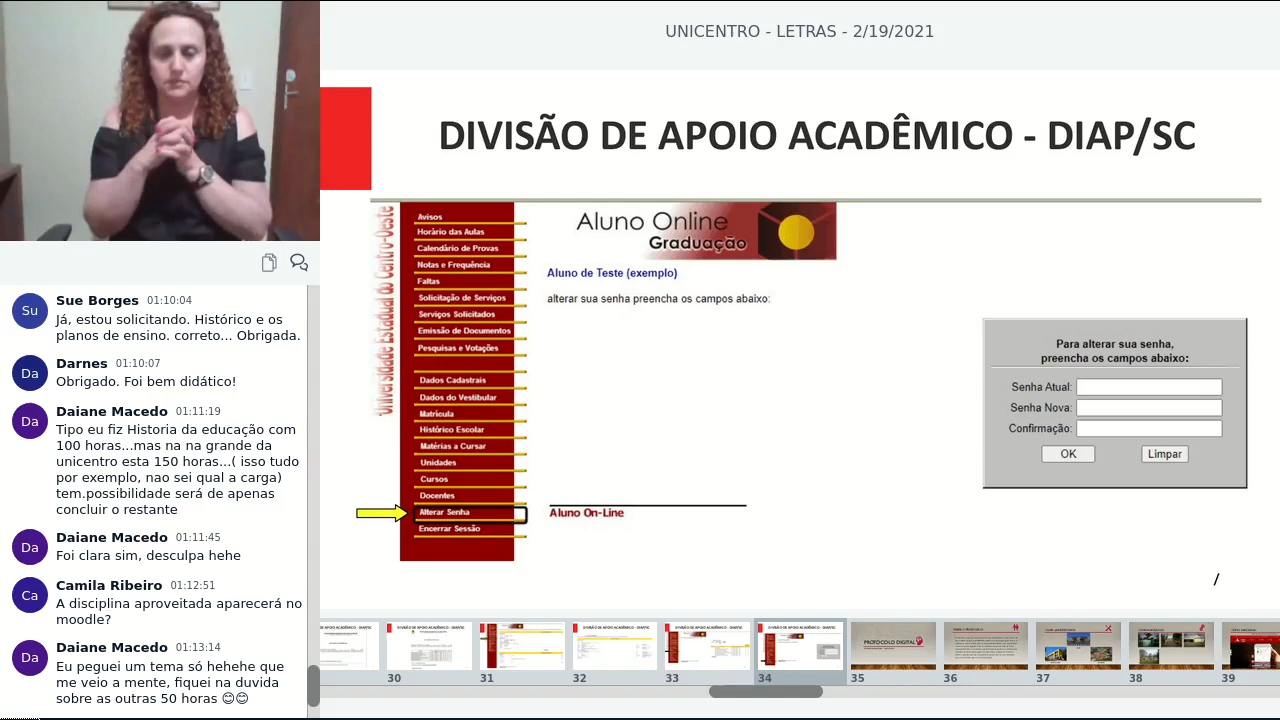 UNICENTRO - LETRAS - 2/19/2021
DIVISÃO DE APOIO ACADÊMICO - DIAP/SC
Universidade Estadual do Centro-Oeste
Avisos
Horário das Aulas
Calendário de Provas
Notas e Frequência
Faltas
Solicitação de Serviços
Serviços Solicitados
Emissão de Documentos
Pesquisas e Votações
Dados Cadastrais
Dados do Vestibular
Matrícula
Histórico Escolar
Matérias a Cursar
Unidades
Cursos
Docentes
Alterar Senha
Encerrar Sessão
Aluno Online
Graduação
Aluno de Teste (exemplo)
alterar sua senha preencha os campos abaixo:
Aluno On-Line
Para alterar sua senha,
preencha os campos abaixo:
Senha Atual:
Senha Nova:
Confirmação:
OK Limpar
/
Su
Sue Borges 01:10:04
Já, estou solicitando. Histórico e os
planos de ensino. correto... Obrigada.
Da
Darnes 01:10:07
Obrigado. Foi bem didático!
Da
Daiane Macedo 01:11:19
Tipo eu fiz Historia da educação com
100 horas...mas na na grande da
unicentro esta 150 horas...( isso tudo
por exemplo, nao sei qual a carga)
tem possibilidade será de apenas
concluir o restante
Da
Daiane Macedo 01:11:45
Foi clara sim, desculpa hehe
Ca
Camila Ribeiro 01:12:51
A disciplina aproveitada aparecerá no
moodle?
Da
Daiane Macedo 01:13:14
Eu peguei um tema só hehehe que
me veio a mente, fiquei na duvida
sobre as outras 50 horas 😊😊
PROTOCOLO DIGITAL
30 31 32 33 34 35 36 37 38 39